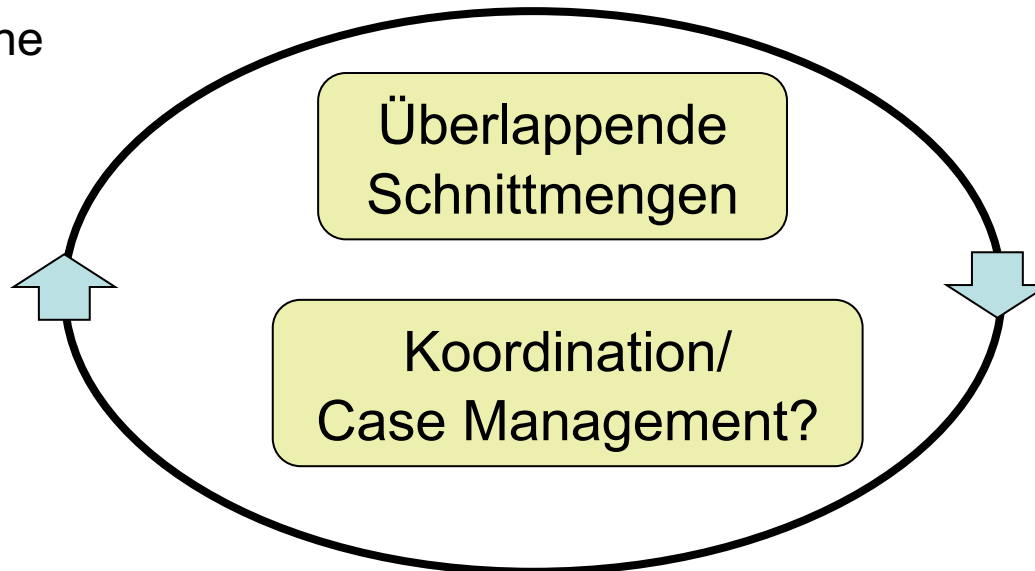 ne
Überlappende
Schnittmengen
Koordination/
Case Management?